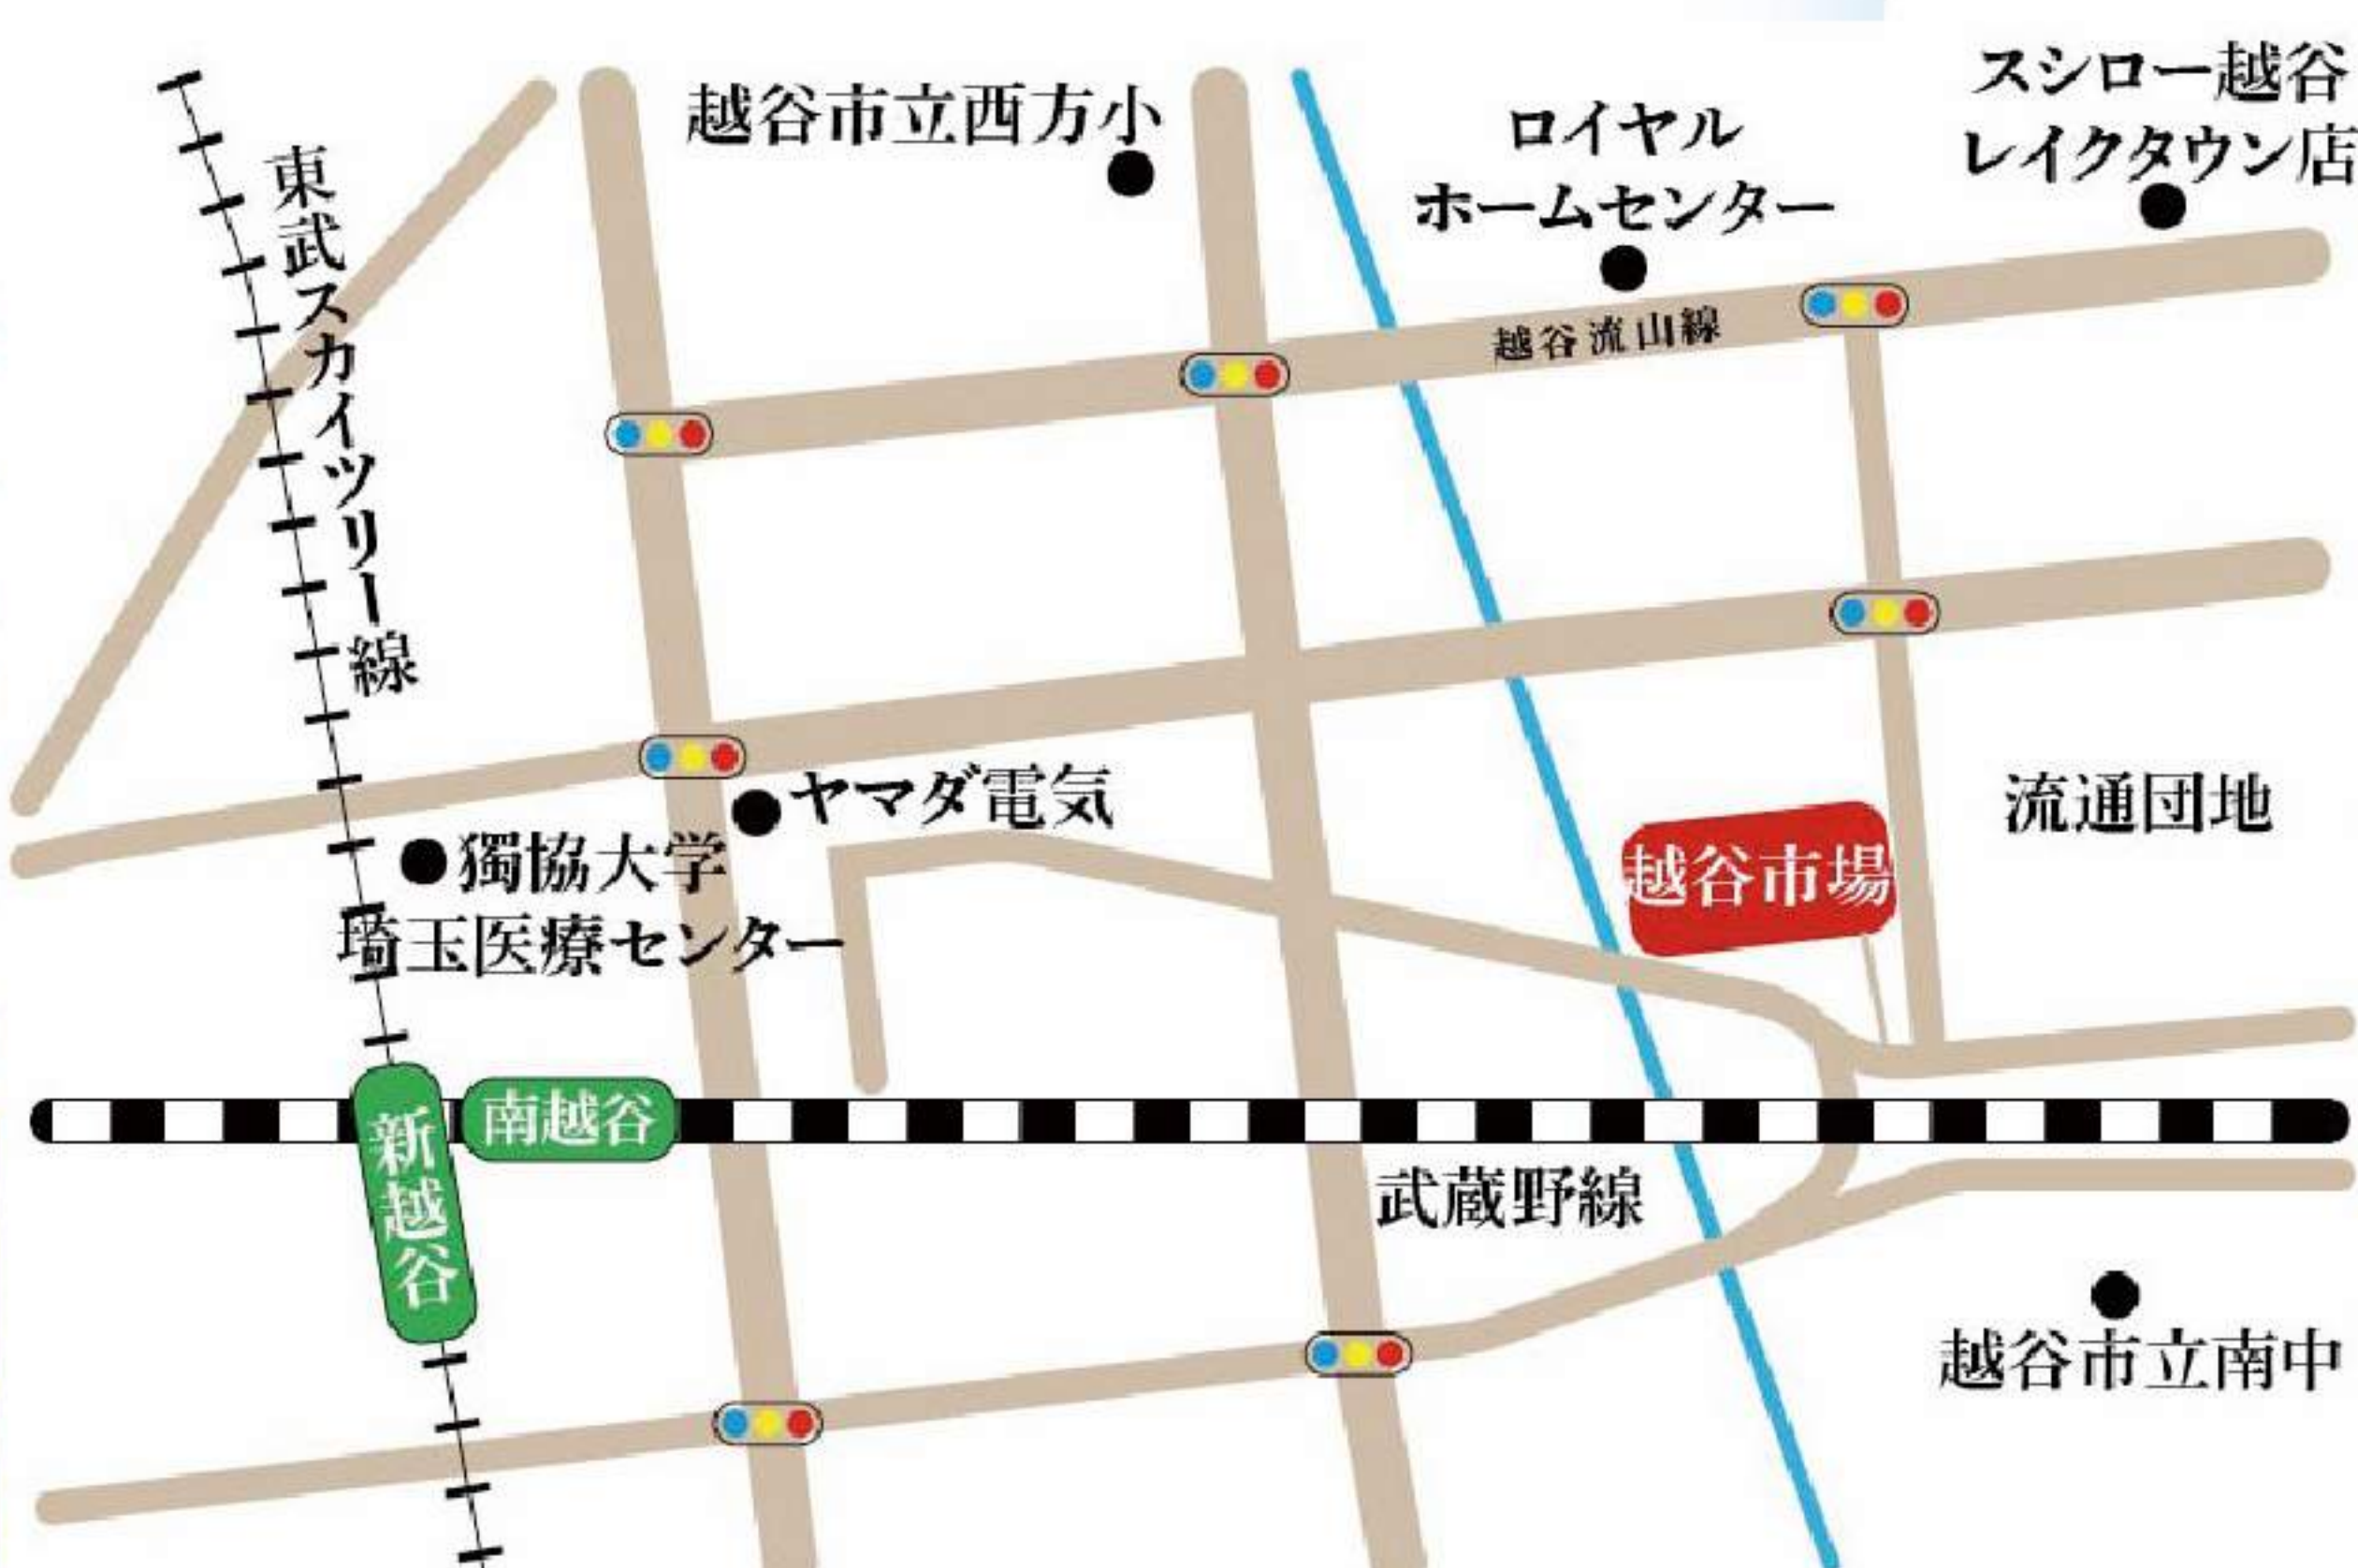 越谷市立西方小
ロイヤル
ホームセンター
スシロー越谷
レイクタウン店
東武スカイツリー線
越谷流山線
ヤマダ電気
獨協大学
埼玉医療センター
越谷市場
流通団地
新越谷
南越谷
武蔵野線
越谷市立南中